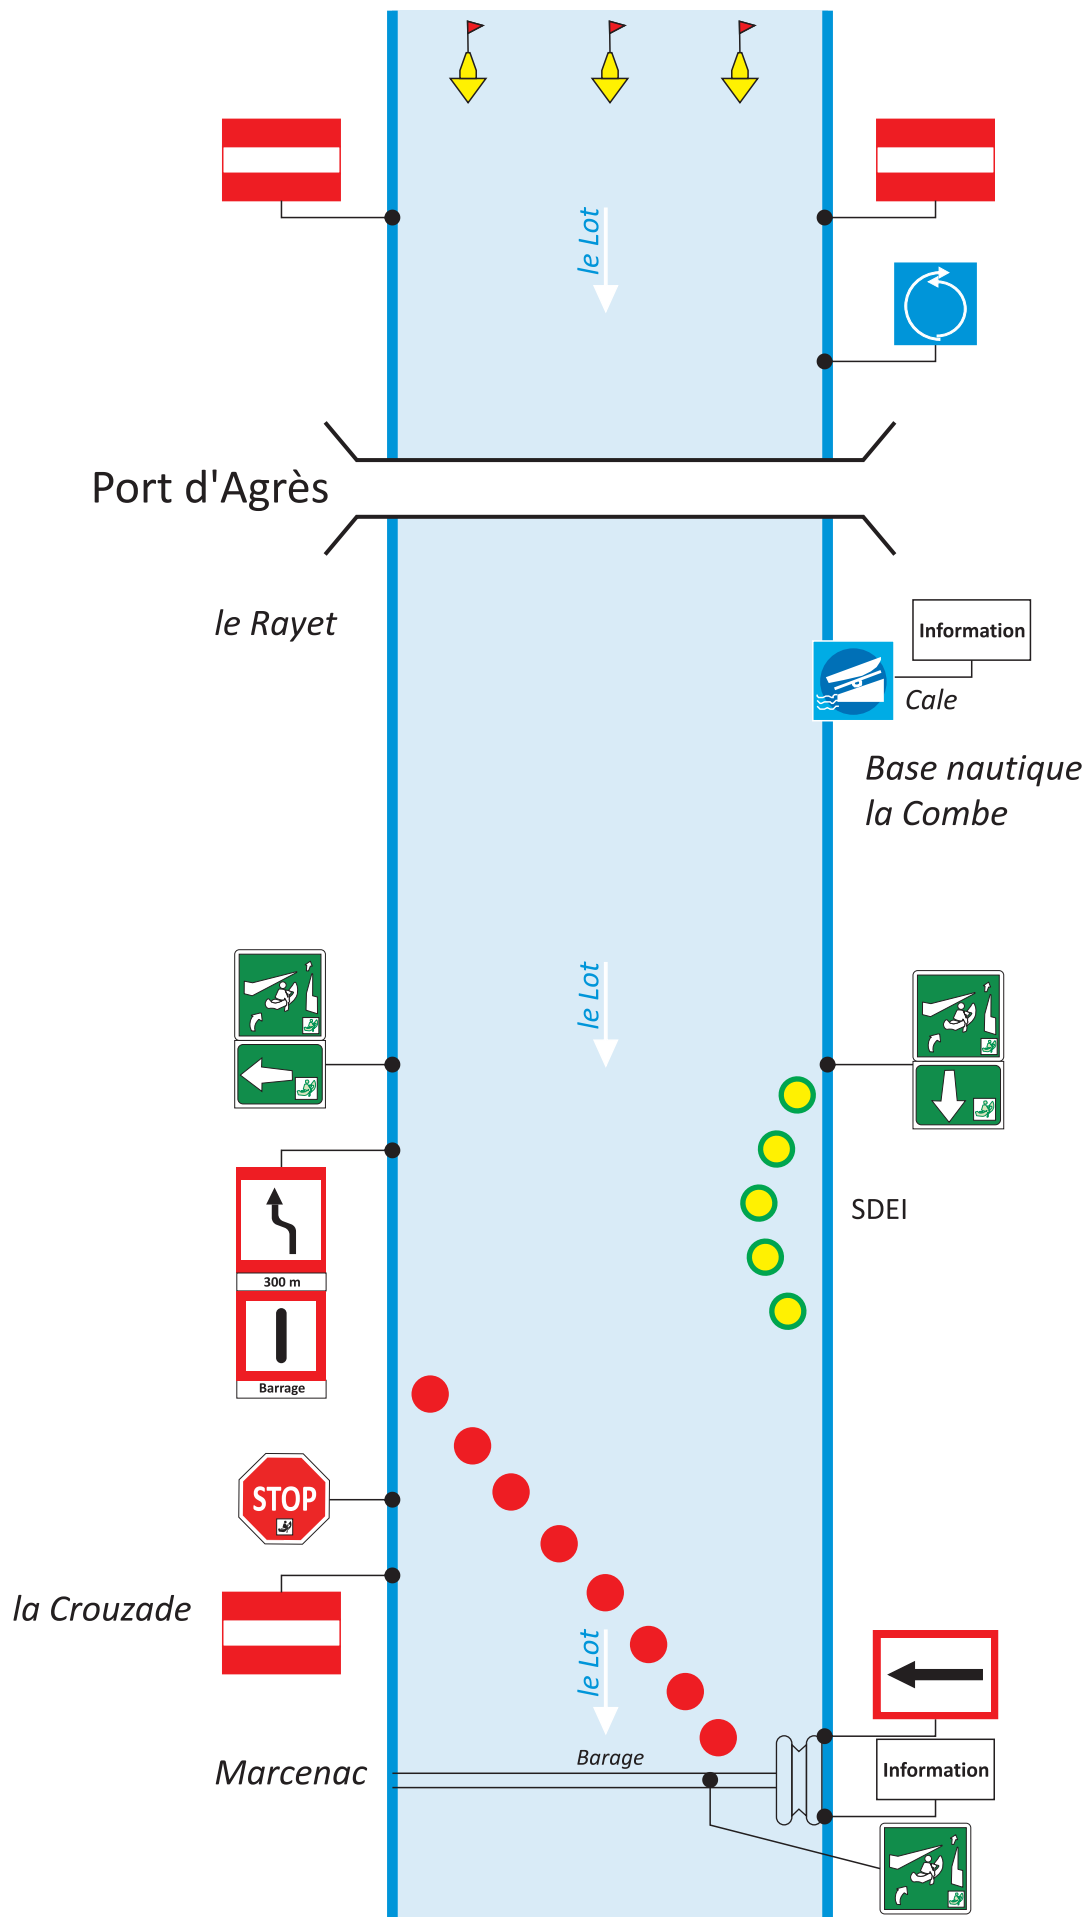 le Lot
Port d'Agrès
le Rayet
Information
Cale
Base nautique
la Combe
le Lot
SDEI
300 m
Barrage
STOP
la Crouzade
le Lot
Barage
Marcenac
Information